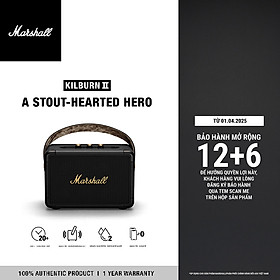 Marshall
KILBURN II
A STOUT-HEARTED HERO
Marshall
20+
2
100% AUTHENTIC PRODUCT | 1 YEAR WARRANTY
TỪ 01.04.2025
BẢO HÀNH MỞ RỘNG
12+6
ĐỂ HƯỞNG QUYỀN LỢI NÀY,
KHÁCH HÀNG VUI LÒNG
ĐĂNG KÝ BẢO HÀNH
QUA TEM SCAN ME
TRÊN HỘP SẢN PHẨM